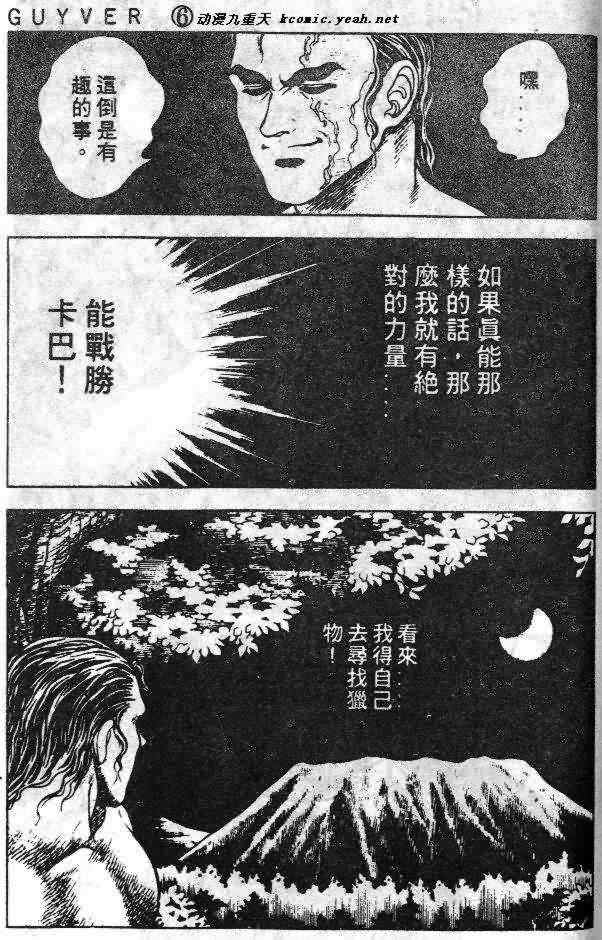 GUYVER ⑥ 动漫九重天 kcomic.yeah.net
嘿……
這倒是有
趣的事。
如果眞能那
樣的話，那
麼我就有絕
對的力量……
能戰勝
卡巴！
看來……
我得自己
去尋找獵
物！